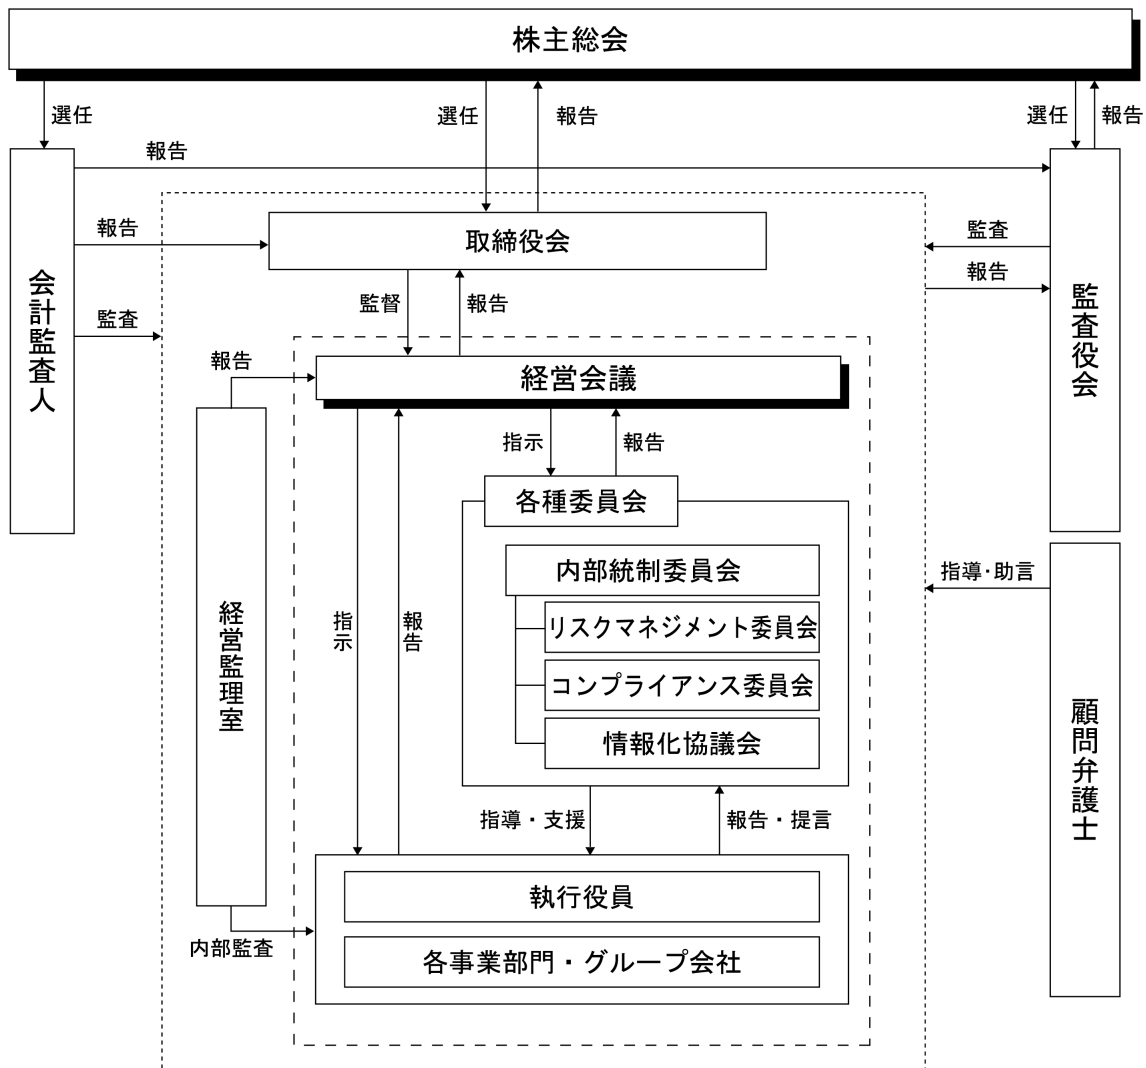 株主総会
選任
選任
報告
選任
報告
報告
報告
監査
会計監査人
取締役会
監査
報告
監査役会
監督
報告
報告
経営会議
指示
報告
各種委員会
内部統制委員会
リスクマネジメント委員会
コンプライアンス委員会
情報化協議会
指導・助言
経営監理室
指示
報告
顧問弁護士
指導・支援
報告・提言
執行役員
各事業部門・グループ会社
内部監査